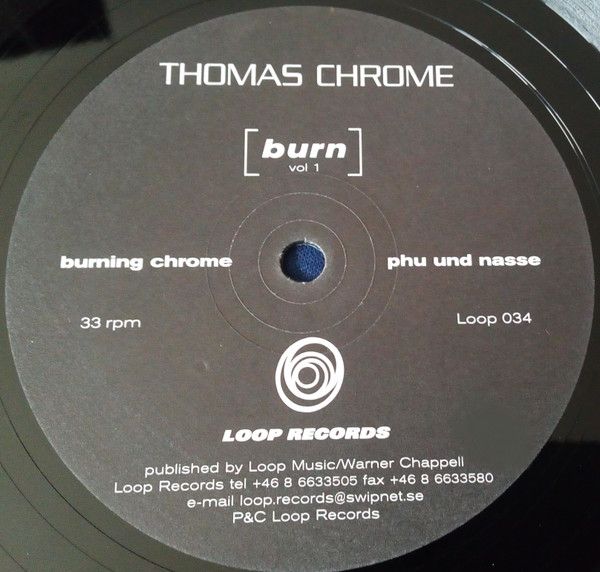 THOMAS CHROME
[burn]
vol 1
burning chrome
phu und nasse
33 rpm
Loop 034
LOOP RECORDS
published by Loop Music/Warner Chappell
Loop Records tel +46 8 6633505 fax +46 8 6633580
e-mail loop.records@swipnet.se
P&C Loop Records